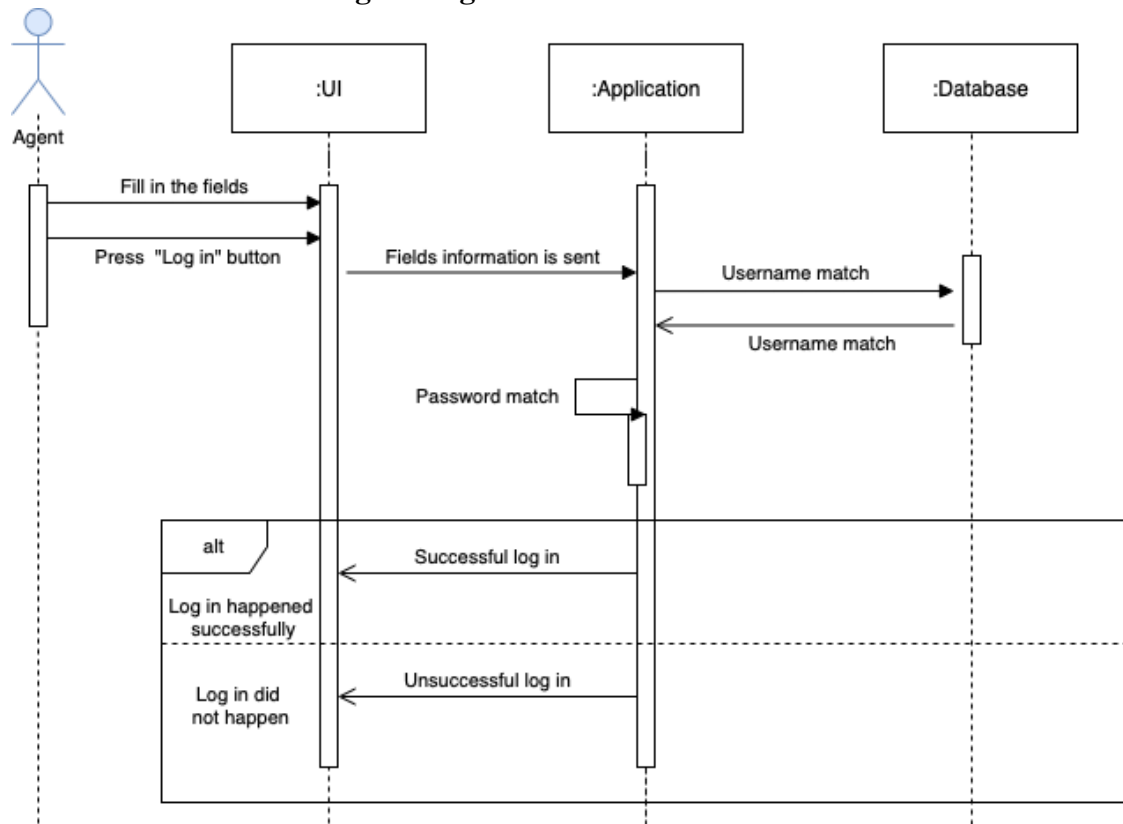 :UI
:Application
:Database
Agent
Fill in the fields
Press "Log in" button
Fields information is sent
Username match
Username match
Password match
alt
Successful log in
Log in happened
successfully
Unsuccessful log in
Log in did
not happen